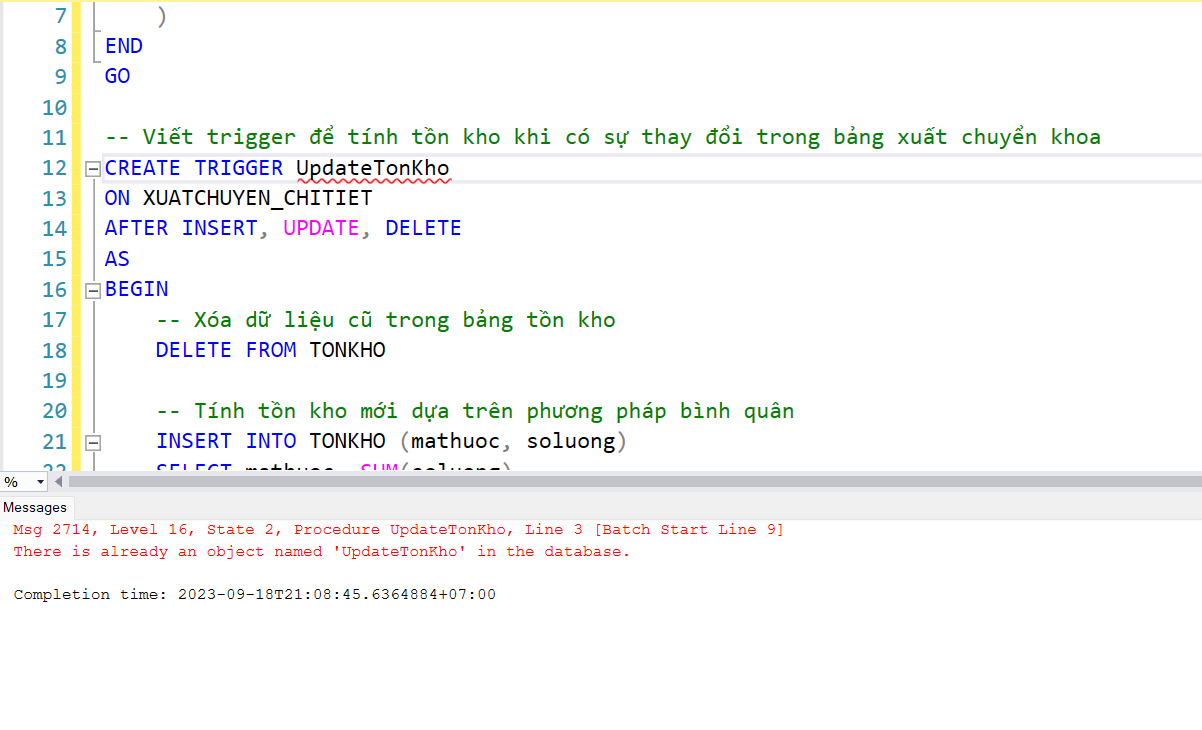 7 )
8 END
9 GO
10
11 -- Viết trigger để tính tồn kho khi có sự thay đổi trong bảng xuất chuyển khoa
12 CREATE TRIGGER UpdateTonKho
13 ON XUATCHUYEN_CHITIET
14 AFTER INSERT, UPDATE, DELETE
15 AS
16 BEGIN
17 -- Xóa dữ liệu cũ trong bảng tồn kho
18 DELETE FROM TONKHO
19
20 -- Tính tồn kho mới dựa trên phương pháp bình quân
21 INSERT INTO TONKHO (mathuoc, soluong)
22 SELECT mathuoc, SUM(soluong)
%
Messages
Msg 2714, Level 16, State 2, Procedure UpdateTonKho, Line 3 [Batch Start Line 9]
There is already an object named 'UpdateTonKho' in the database.
Completion time: 2023-09-18T21:08:45.6364884+07:00